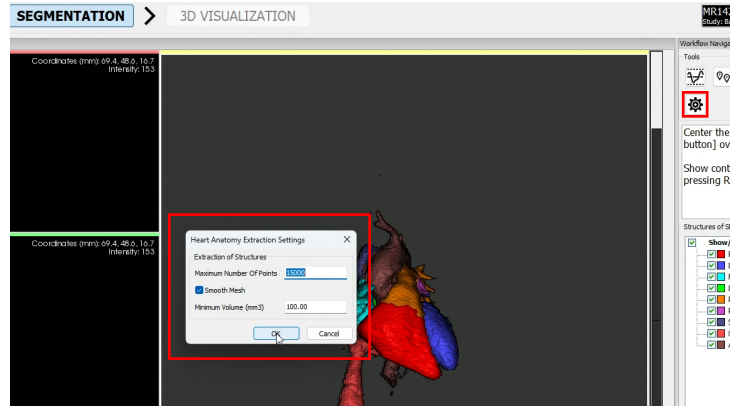 SEGMENTATION
3D VISUALIZATION
MR142
Study: Ba
Workflow Naviga
Tools
Coordinates (mm): 69.4, 48.6, 16.7
Intensity: 153
Center the
button] ov
Show cont
pressing R
Heart Anatomy Extraction Settings
Extraction of Structures
Maximum Number Of Points 15000
Smooth Mesh
Minimum Volume (mm3) 100.00
OK Cancel
Coordinates (mm): 69.4, 48.6, 16.7
Intensity: 153
Structures of S
Show/